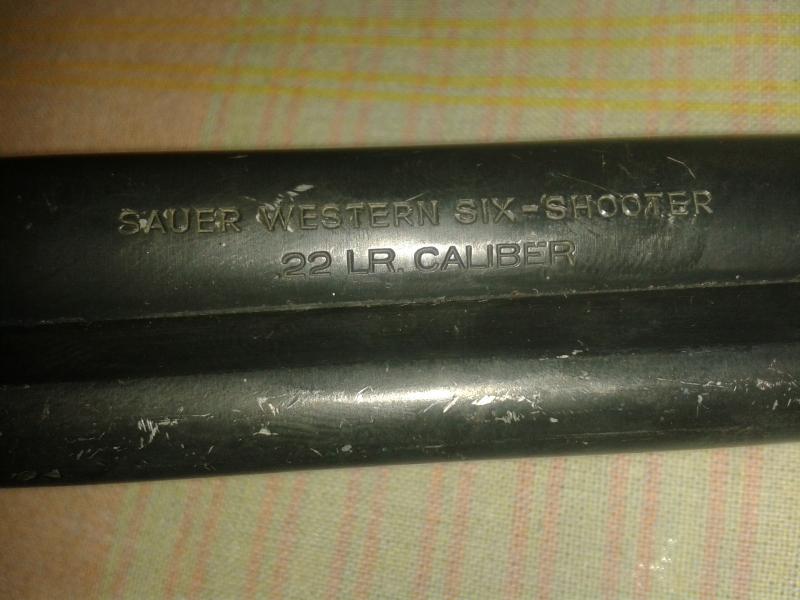 SAUER WESTERN SIX-SHOOTER
.22 LR. CALIBER